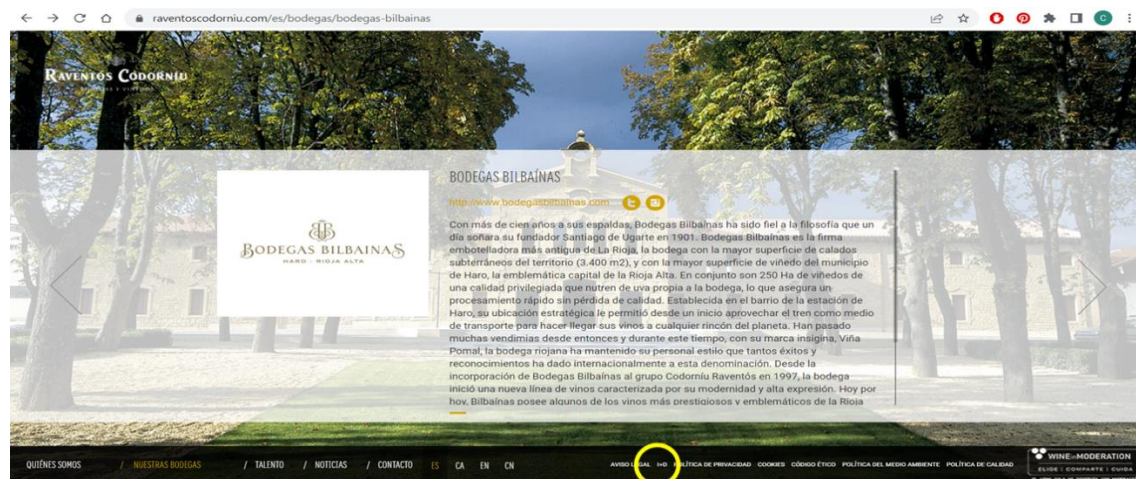 raventoscodorniu.com/es/bodegas/bodegas-bilbainas
RAVENTÓS CODORNÍU
BODEGAS BILBAÍNAS
http://www.bodegasbilbainas.com
BODEGAS BILBAINAS
HARO - RIOJA ALTA
Con más de cien años a sus espaldas, Bodegas Bilbaínas ha sido fiel a la filosofía que un
día soñara su fundador Santiago de Ugarte en 1901. Bodegas Bilbaínas es la firma
embotelladora más antigua de La Rioja, la bodega con la mayor superficie de calados
subterráneos del territorio (3.400 m2), y con la mayor superficie de viñedo del municipio
de Haro, la emblemática capital de la Rioja Alta. En conjunto son 250 Ha de viñedos de
una calidad privilegiada que nutren de uva propia a la bodega, lo que asegura un
procesamiento rápido sin pérdida de calidad. Establecida en el barrio de la estación de
Haro, su ubicación estratégica le permitió desde un inicio aprovechar el tren como medio
de transporte para hacer llegar sus vinos a cualquier rincón del planeta. Han pasado
muchas vendimias desde entonces y durante este tiempo, con su marca insigina, Viña
Pomal, la bodega riojana ha mantenido su personal estilo que tantos éxitos y
reconocimientos ha dado internacionalmente a esta denominación. Desde la
incorporación de Bodegas Bilbaínas al grupo Codorníu Raventós en 1997, la bodega
inició una nueva línea de vinos caracterizada por su modernidad y alta expresión. Hoy por
hoy, Bilbaínas posee algunos de los vinos más prestigiosos y emblemáticos de la Rioja
QUIÉNES SOMOS / NUESTRAS BODEGAS / TALENTO / NOTICIAS / CONTACTO ES CA EN CN
AVISO LEGAL I+D POLÍTICA DE PRIVACIDAD COOKIES CÓDIGO ÉTICO POLÍTICA DEL MEDIO AMBIENTE POLÍTICA DE CALIDAD
WINE in MODERATION
ELIGE | COMPARTE | CUIDA